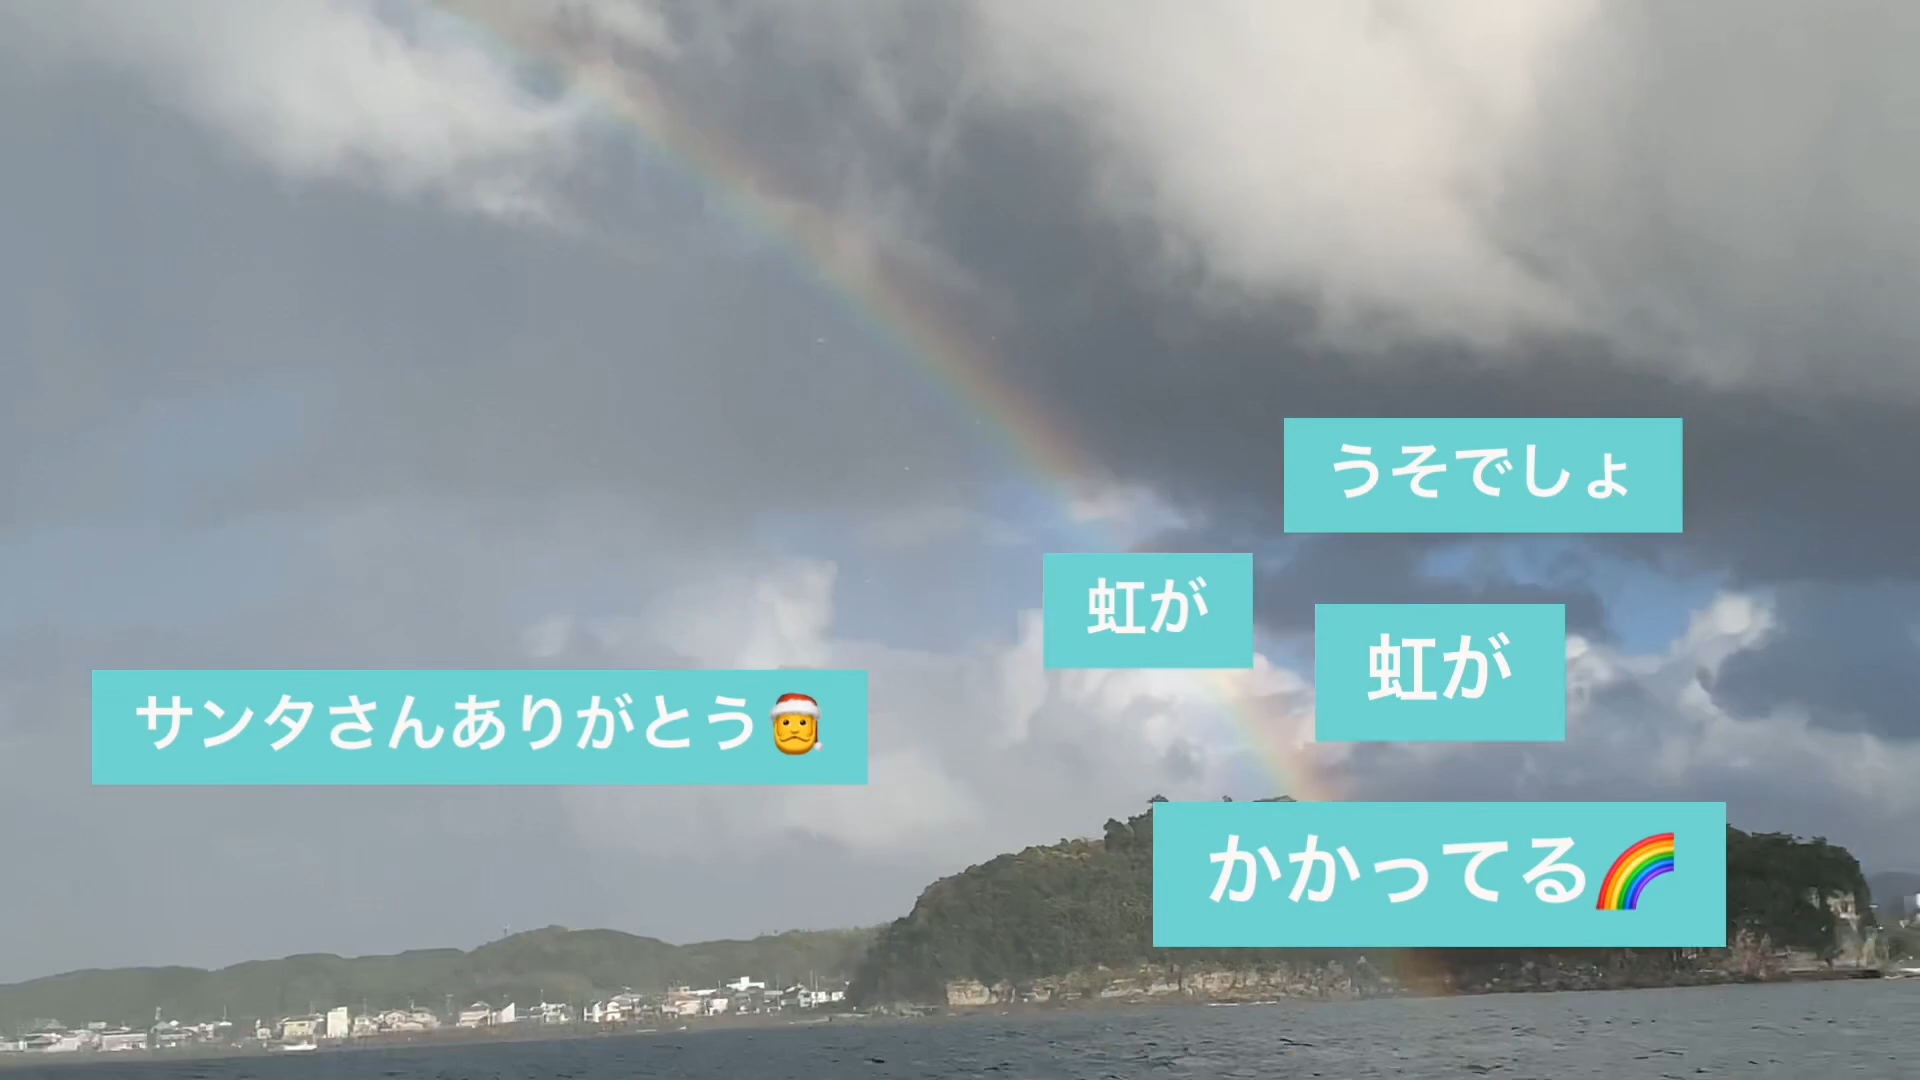 うそでしょ
虹が
虹が
サンタさんありがとう🎅
かかってる🌈